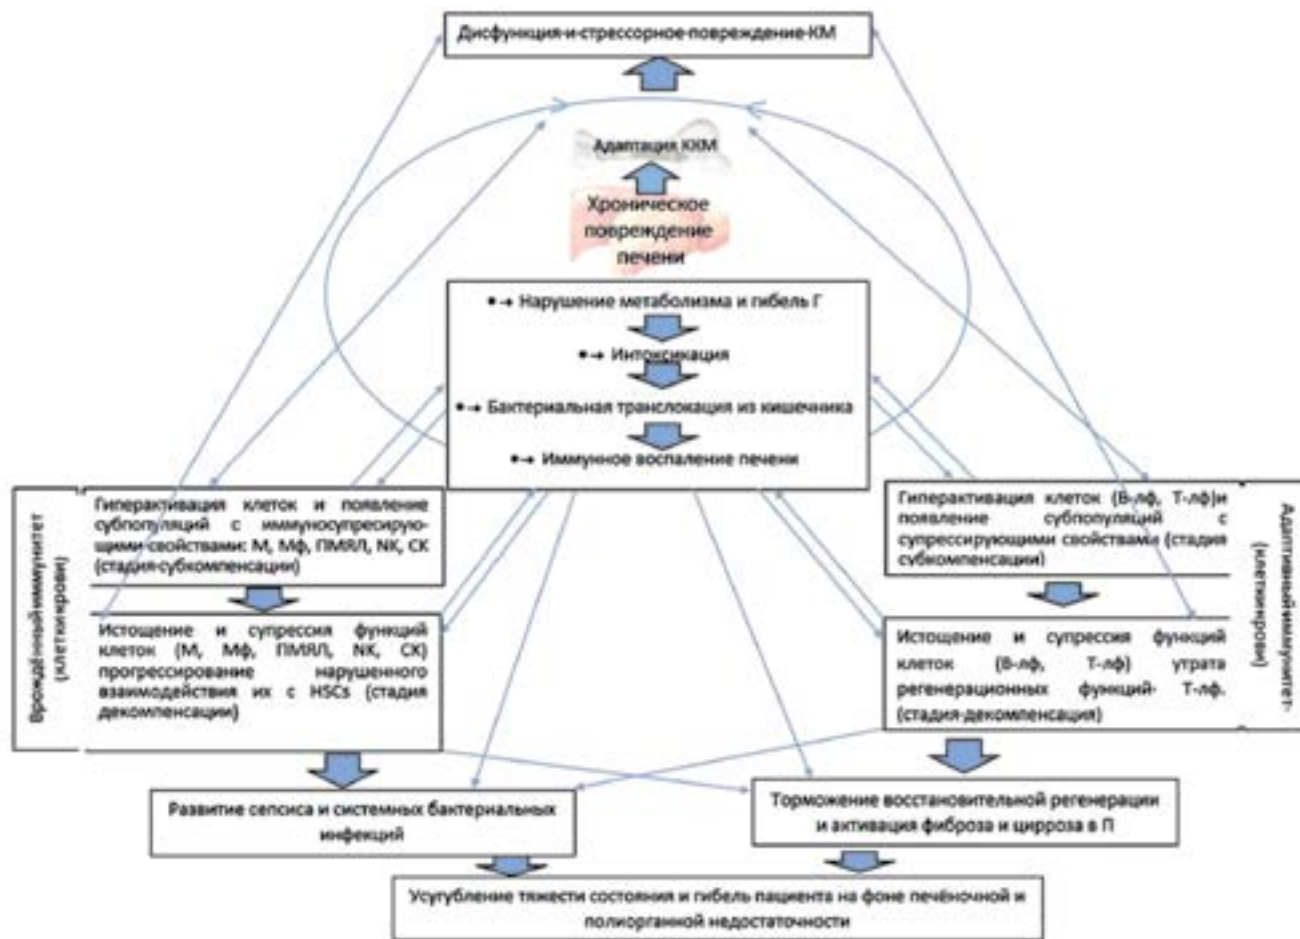 Дисфункция-и-стрессорное-повреждение-КМ
Адаптация ККМ
Хроническое
повреждение
печени
•→ Нарушение метаболизма и гибель Г
•→ Интоксикация
•→ Бактериальная транслокация из кишечника
•→ Иммунное воспаление печени
Врождённый иммунитет
(клетки крови)
Гиперактивация клеток и появление
субпопуляций с иммуносупресирую-
щими-свойствами: М, Мф, ПМЯЛ, NK, СК
(стадия-субкомпенсации)
Истощение и супрессия функций
клеток (М, Мф, ПМЯЛ, NK, СК)
прогрессирование нарушенного
взаимодействия их с HSCs (стадия
декомпенсации)
Гиперактивация клеток (В-лф, Т-лф)и
появление субпопуляций с
супрессирующими свойствами (стадия
субкомпенсации)
Истощение и супрессия функций
клеток (В-лф, Т-лф) утрата
регенерационных функций- Т-лф.
(стадия-декомпенсация)
Адаптивный иммунитет-
(клетки крови)
Развитие сепсиса и системных бактериальных
инфекций
Торможение восстановительной регенерации
и активация фиброза и цирроза в П
Усугубление тяжести состояния и гибель пациента на фоне печёночной и
полиорганной недостаточности